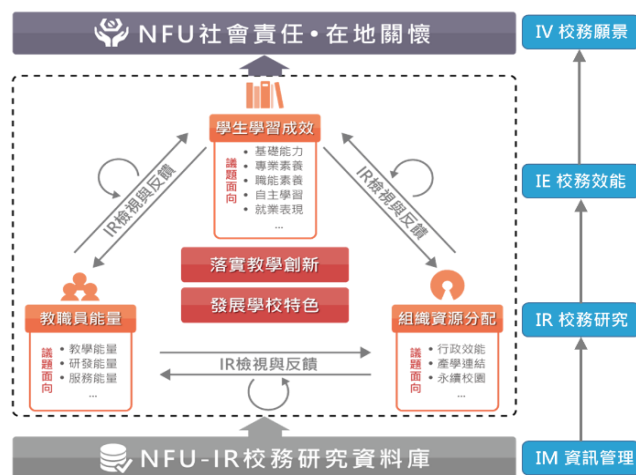 NFU社會責任•在地關懷
IV 校務願景
學生學習成效
議題面向
• 基礎能力
• 專業素養
• 職能素養
• 自主學習
• 就業表現
...
IR檢視與反饋
IR檢視與反饋
IE 校務效能
落實教學創新
發展學校特色
教職員能量
議題面向
• 教學能量
• 研發能量
• 服務能量
...
IR檢視與反饋
組織資源分配
議題面向
• 行政效能
• 產學連結
• 永續校園
...
IR 校務研究
NFU-IR校務研究資料庫
IM 資訊管理